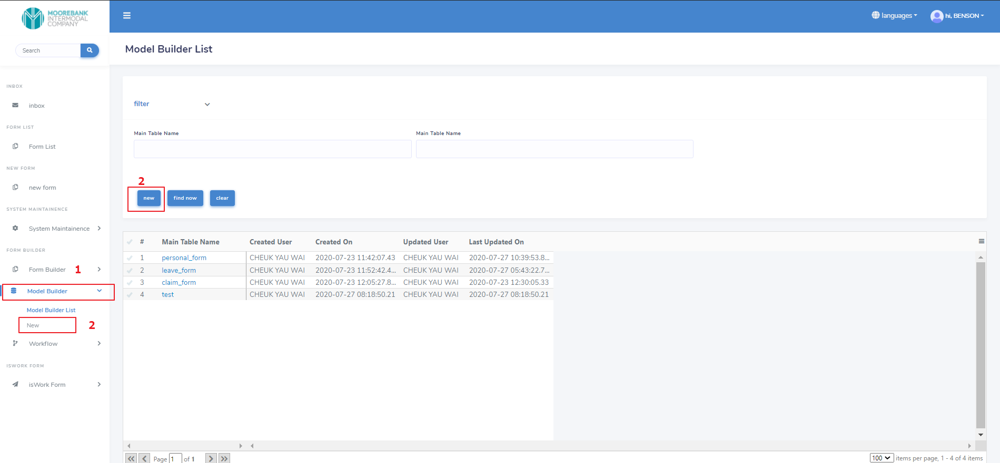 MOOREBANK
INTERMODAL
COMPANY
languages
hi, BENSON
Search
Model Builder List
INBOX
inbox
FORM LIST
Form List
NEW FORM
new form
SYSTEM MAINTAINENCE
System Maintainence
FORM BUILDER
Form Builder 1
Model Builder
Model Builder List
New 2
Workflow
ISWORK FORM
isWork Form
filter
Main Table Name Main Table Name
2
new find now clear
# Main Table Name Created User Created On Updated User Last Updated On
1 personal_form CHEUK YAU WAI 2020-07-23 11:42:07.43 CHEUK YAU WAI 2020-07-27 10:39:53.8...
2 leave_form CHEUK YAU WAI 2020-07-23 11:52:42.4... CHEUK YAU WAI 2020-07-27 05:43:22.7...
3 claim_form CHEUK YAU WAI 2020-07-23 12:05:27.8... CHEUK YAU WAI 2020-07-23 12:30:05.33
4 test CHEUK YAU WAI 2020-07-27 08:18:50.21 CHEUK YAU WAI 2020-07-27 08:18:50.21
Page 1 of 1 100 items per page, 1 - 4 of 4 items